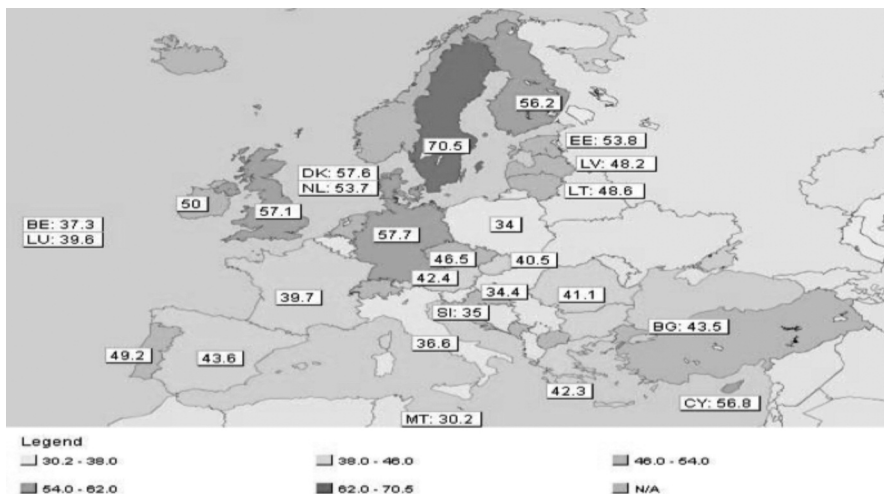 56.2
70.5
EE: 53.8
LV: 48.2
DK: 57.6
NL: 53.7
LT: 48.6
50
57.1
BE: 37.3
LU: 39.6
57.7
34
46.5
40.5
42.4
39.7
34.4
41.1
SI: 35
BG: 43.5
36.6
49.2
43.6
42.3
CY: 56.8
MT: 30.2
Legend
30.2 - 38.0
38.0 - 46.0
46.0 - 54.0
54.0 - 62.0
62.0 - 70.5
N/A